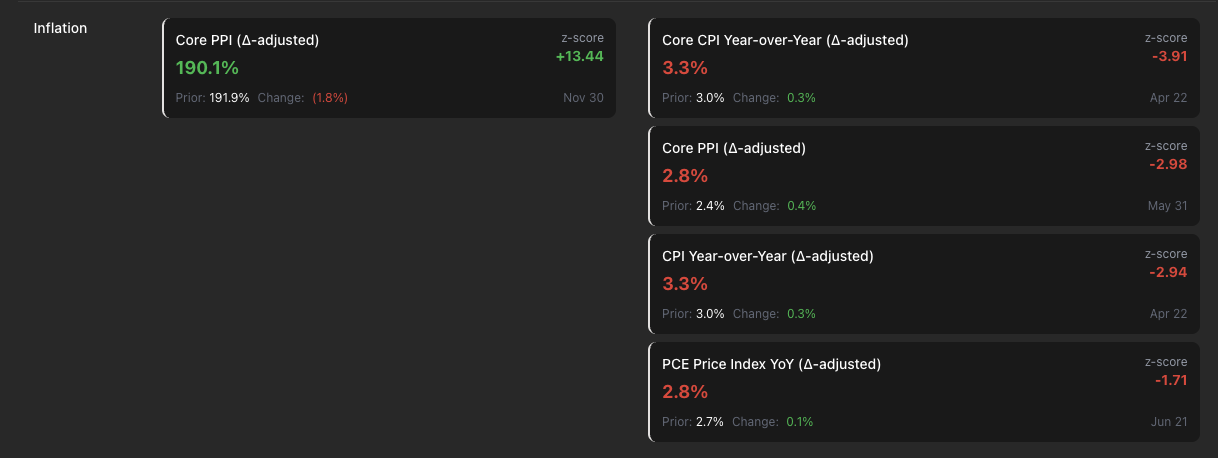 Inflation
Core PPI (Δ-adjusted)
z-score
190.1%
+13.44
Prior: 191.9% Change: (1.8%)
Nov 30
Core CPI Year-over-Year (Δ-adjusted)
z-score
3.3%
-3.91
Prior: 3.0% Change: 0.3%
Apr 22
Core PPI (Δ-adjusted)
z-score
2.8%
-2.98
Prior: 2.4% Change: 0.4%
May 31
CPI Year-over-Year (Δ-adjusted)
z-score
3.3%
-2.94
Prior: 3.0% Change: 0.3%
Apr 22
PCE Price Index YoY (Δ-adjusted)
z-score
2.8%
-1.71
Prior: 2.7% Change: 0.1%
Jun 21